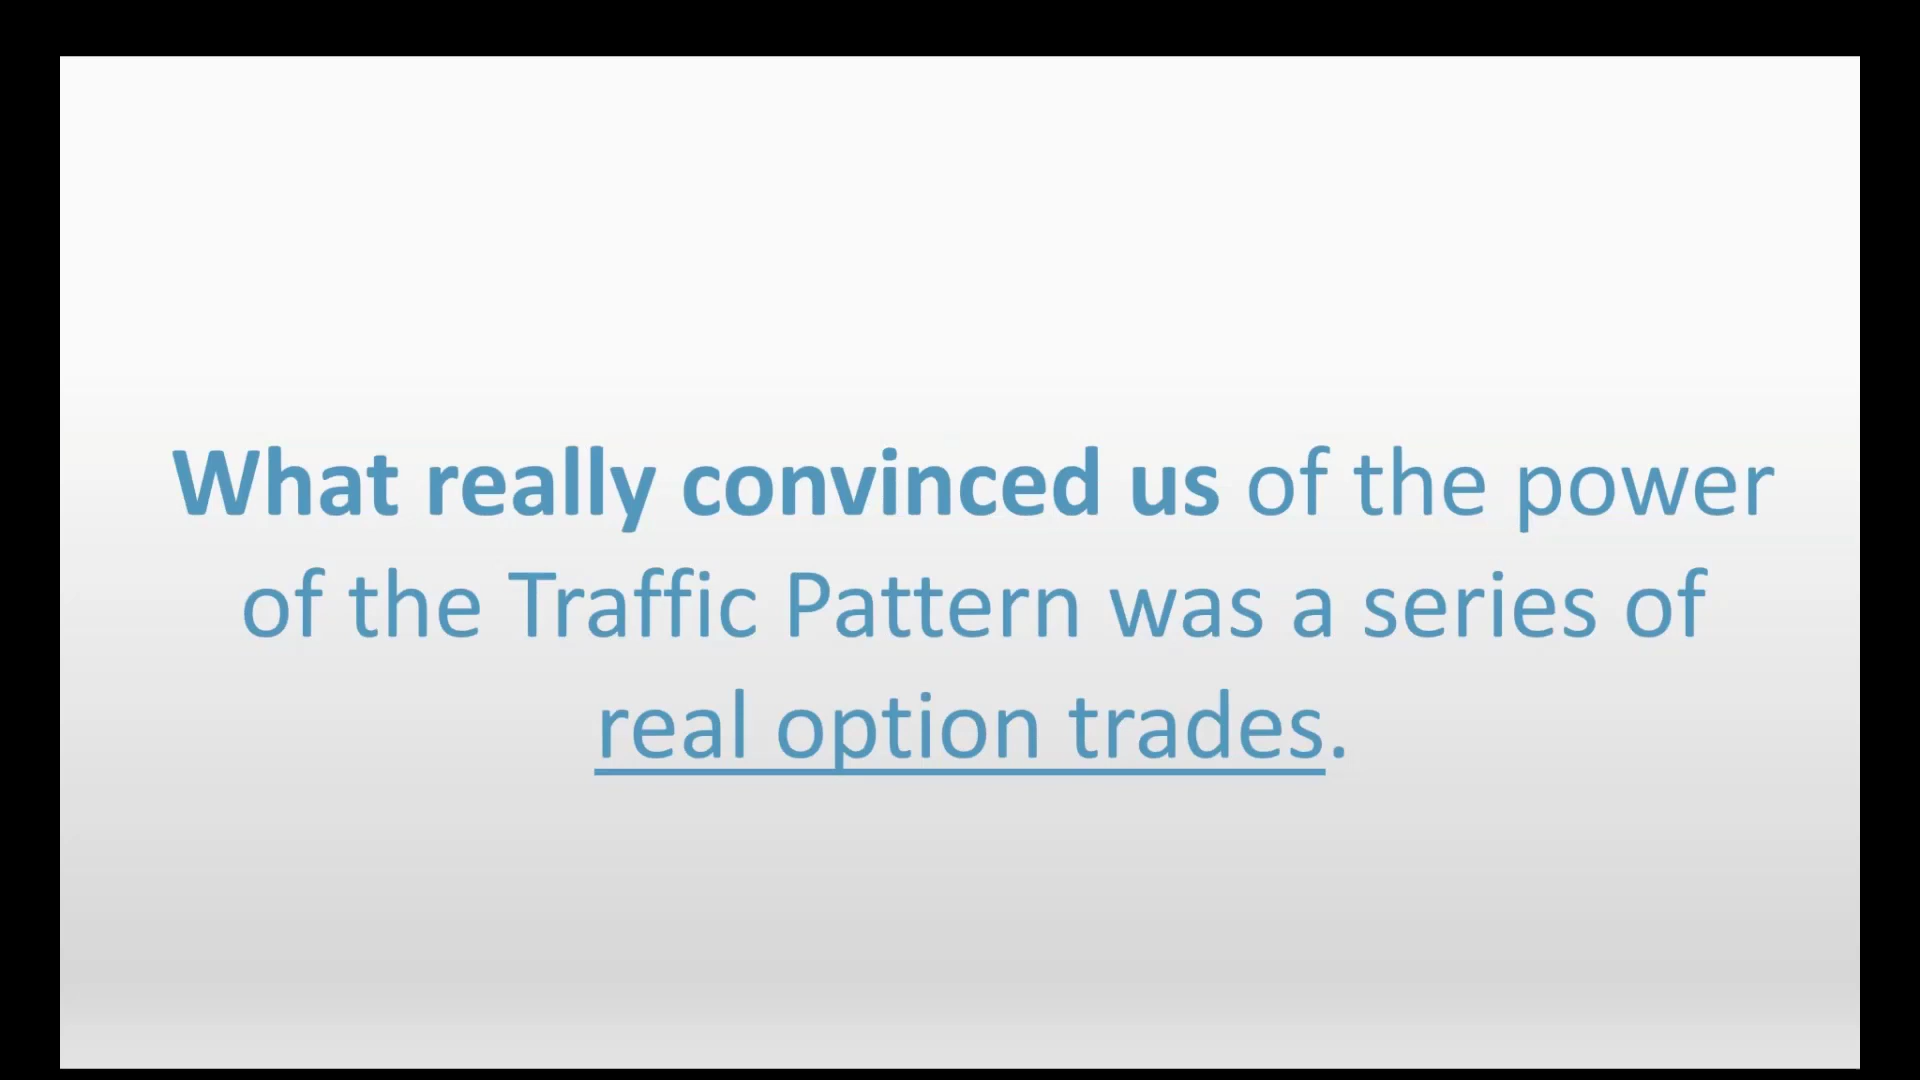 What really convinced us of the power
of the Traffic Pattern was a series of
real option trades.